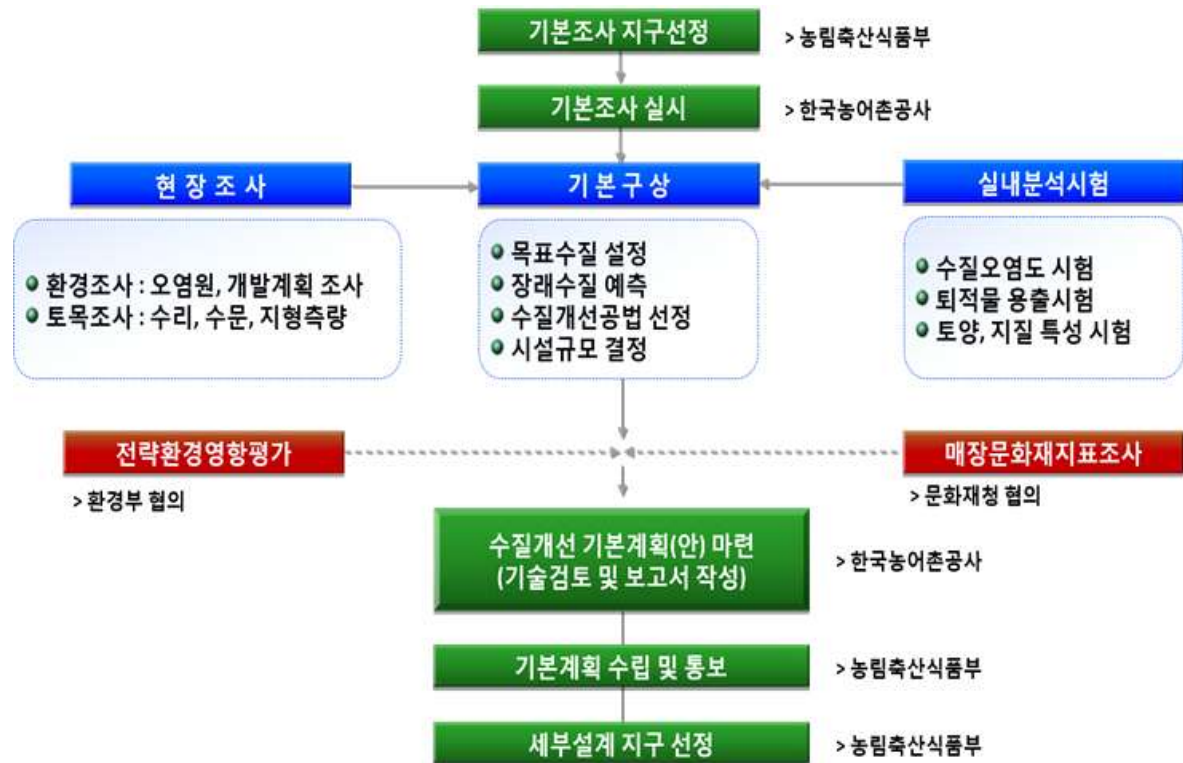 기본조사 지구선정
> 농림축산식품부
기본조사 실시
> 한국농어촌공사
현 장 조 사
기 본 구 상
실내분석시험
환경조사 : 오염원, 개발계획 조사
토목조사 : 수리, 수문, 지형측량
목표수질 설정
장래수질 예측
수질개선공법 선정
시설규모 결정
수질오염도 시험
퇴적물 용출시험
토양, 지질 특성 시험
전략환경영향평가
> 환경부 협의
매장문화재지표조사
> 문화재청 협의
수질개선 기본계획(안) 마련
(기술검토 및 보고서 작성)
> 한국농어촌공사
기본계획 수립 및 통보
> 농림축산식품부
세부설계 지구 선정
> 농림축산식품부